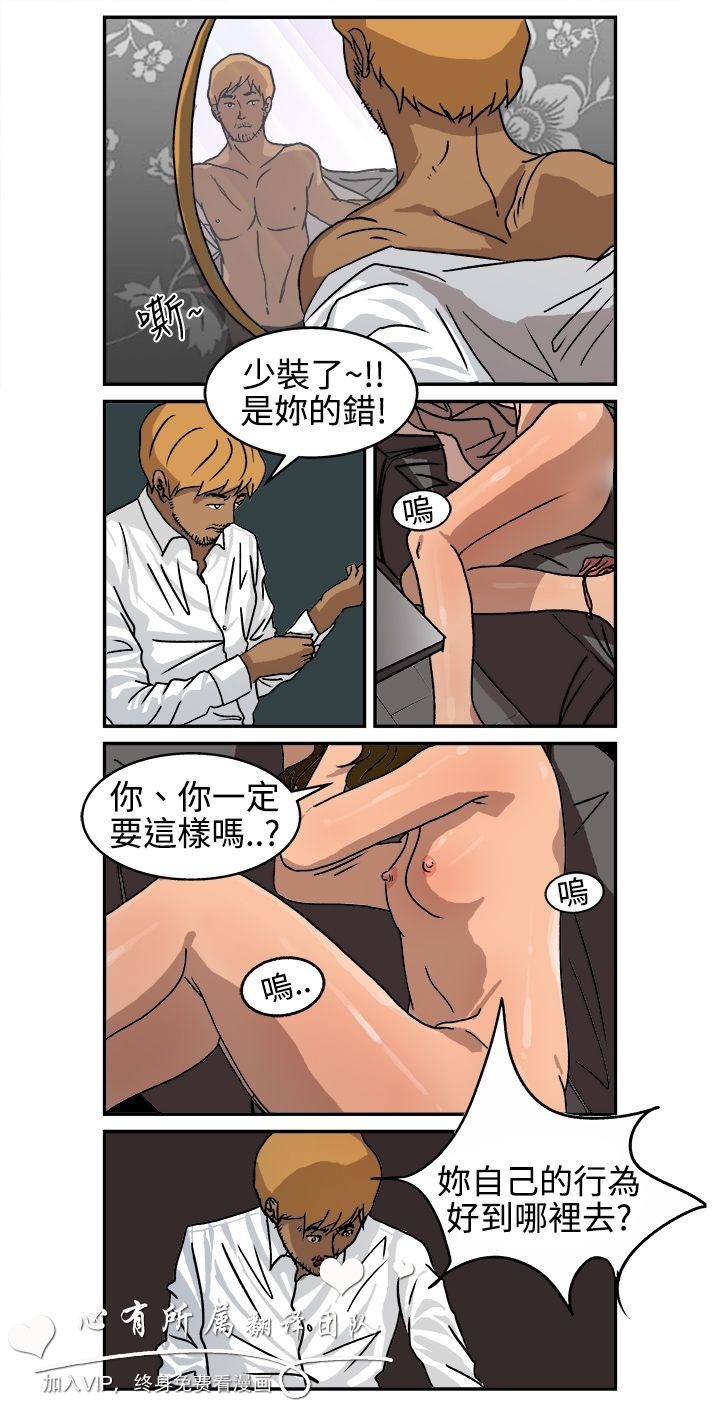 嘶~
少裝了~!!
是妳的錯!
嗚
你、你一定
要這樣嗎..?
嗚
嗚..
妳自己的行為
好到哪裡去?
心有所属翻译团队
加入VIP，终身免费看漫画